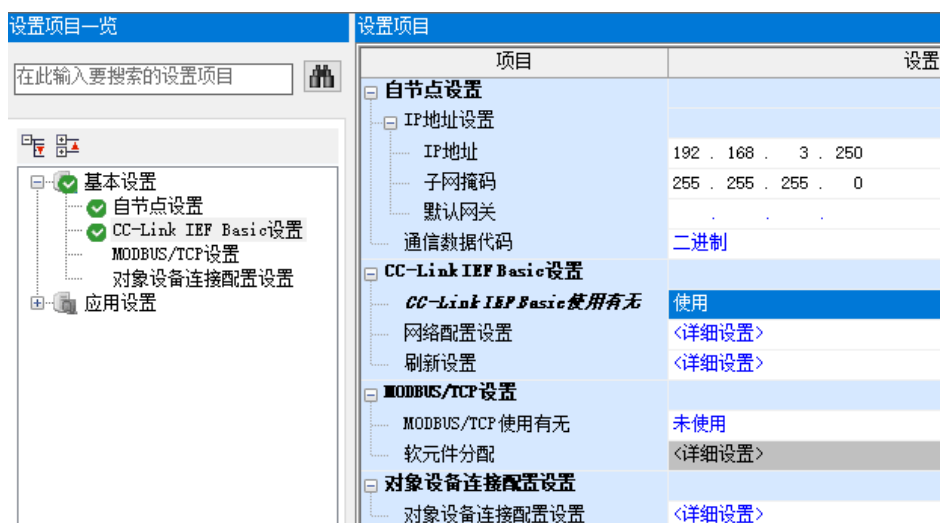 设置项目一览
在此输入要搜索的设置项目
基本设置
自节点设置
CC-Link IEF Basic设置
MODBUS/TCP设置
对象设备连接配置设置
应用设置
设置项目
项目 设置
自节点设置
IP地址设置
IP地址 192 . 168 . 3 . 250
子网掩码 255 . 255 . 255 . 0
默认网关 . . .
通信数据代码 二进制
CC-Link IEF Basic设置
CC-Link IEF Basic使用有无 使用
网络配置设置 <详细设置>
刷新设置 <详细设置>
MODBUS/TCP设置
MODBUS/TCP使用有无 未使用
软元件分配 <详细设置>
对象设备连接配置设置
对象设备连接配置设置 <详细设置>